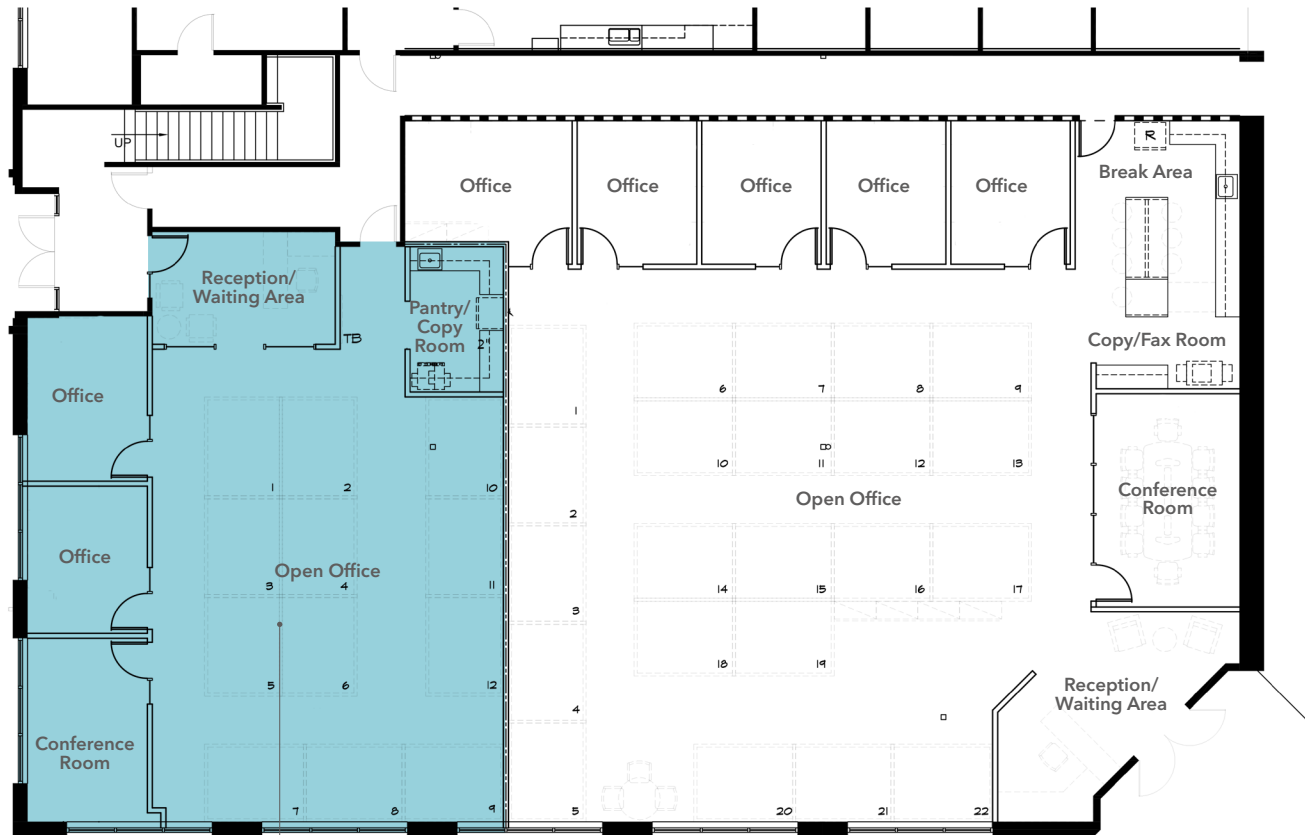 UP
R
Office
Office
Office
Office
Office
Break Area
Reception/
Waiting Area
Pantry/
Copy
Room
TB
2"
Copy/Fax Room
Office
1
6
7
8
9
10
11
12
13
1
2
10
2
Open Office
Conference
Room
Office
Open Office
3
4
11
3
14
15
16
17
5
6
12
4
18
19
Reception/
Waiting Area
Conference
Room
7
8
9
5
20
21
22